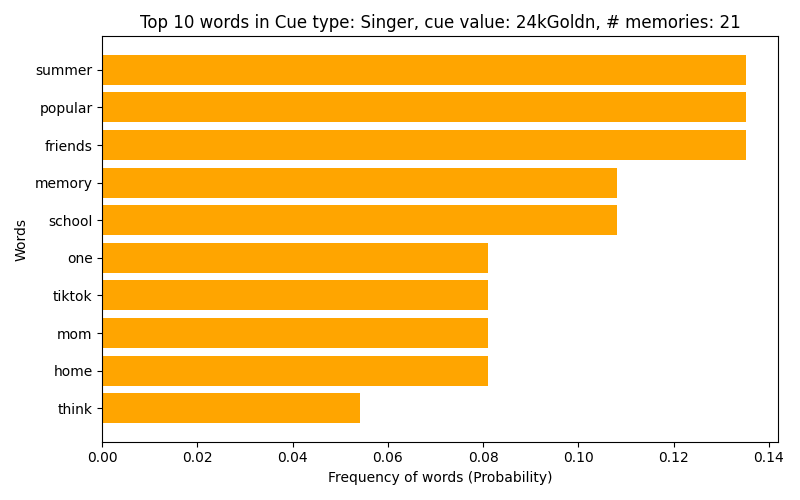 Top 10 words in Cue type: Singer, cue value: 24kGoldn, # memories: 21
Words
summer
popular
friends
memory
school
one
tiktok
mom
home
think
0.00 0.02 0.04 0.06 0.08 0.10 0.12 0.14
Frequency of words (Probability)